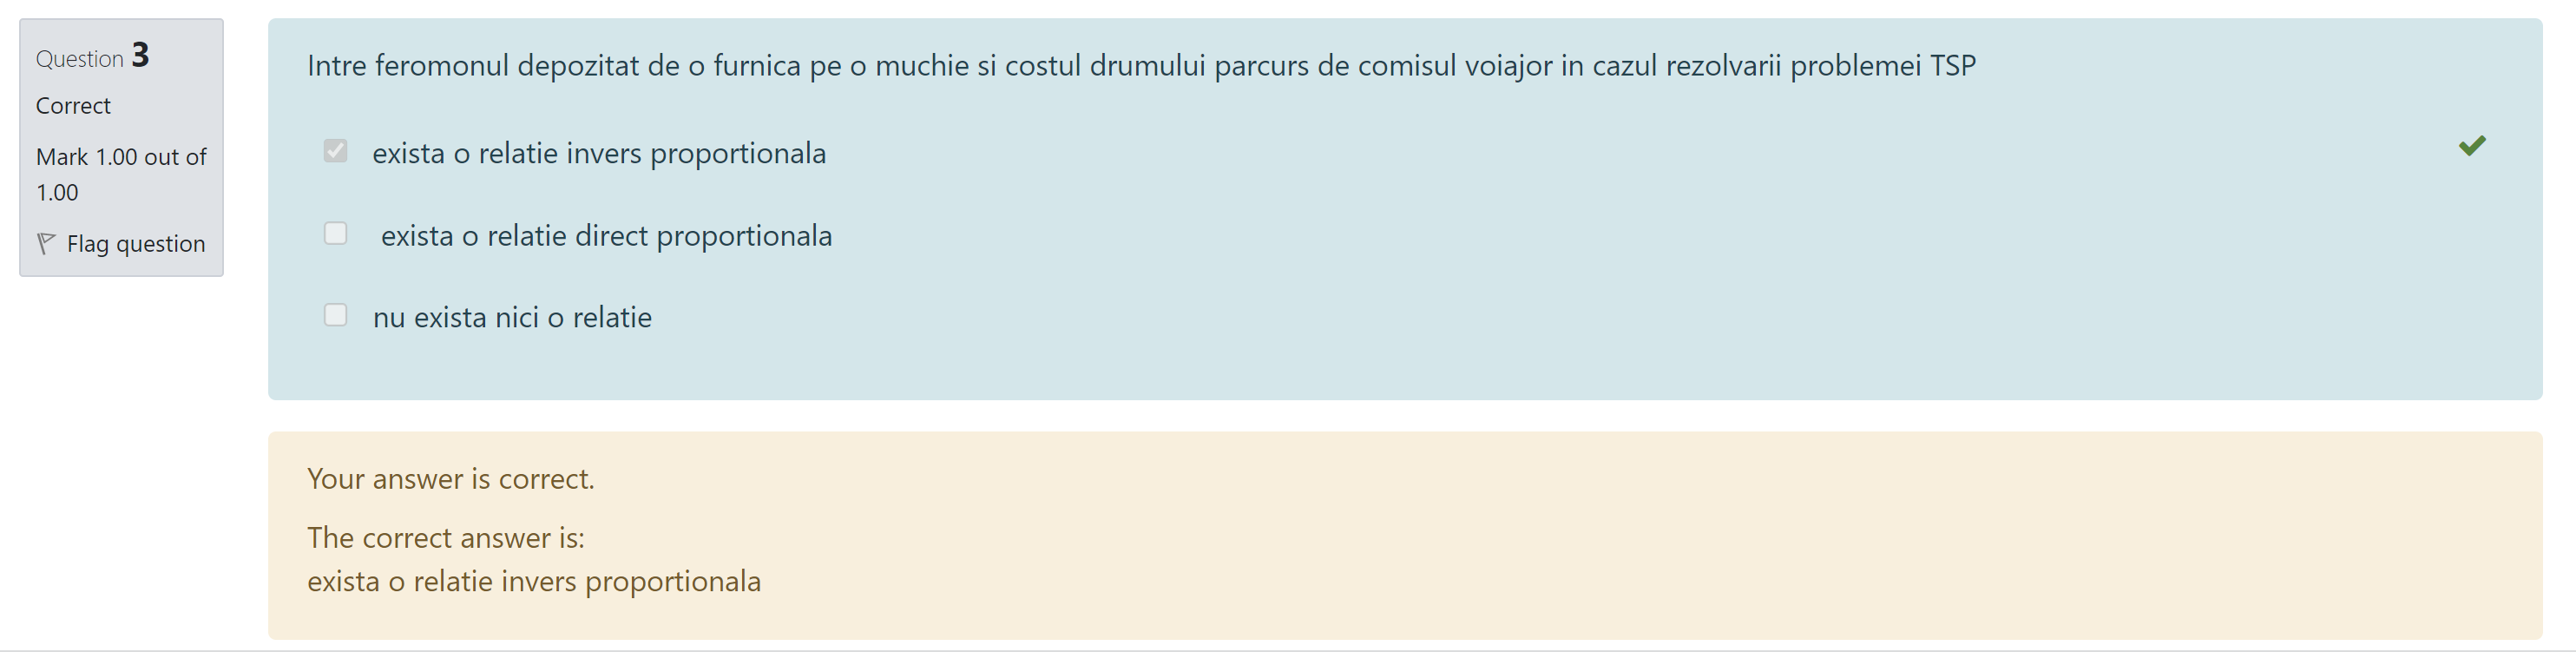 Question 3
Correct
Mark 1.00 out of
1.00
Flag question
Intre feromonul depozitat de o furnica pe o muchie si costul drumului parcurs de comisul voiajor in cazul rezolvarii problemei TSP
exista o relatie invers proportionala
exista o relatie direct proportionala
nu exista nici o relatie
Your answer is correct.
The correct answer is:
exista o relatie invers proportionala